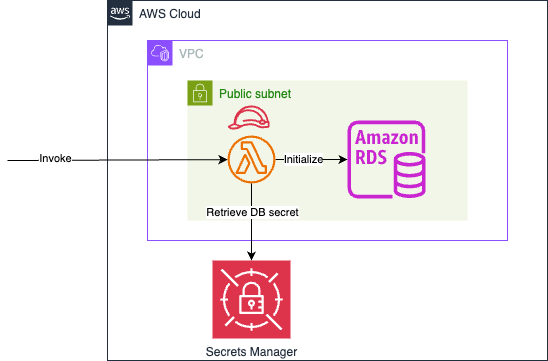 aws
AWS Cloud
VPC
Public subnet
Invoke
Initialize
Amazon
RDS
Retrieve DB secret
Secrets Manager